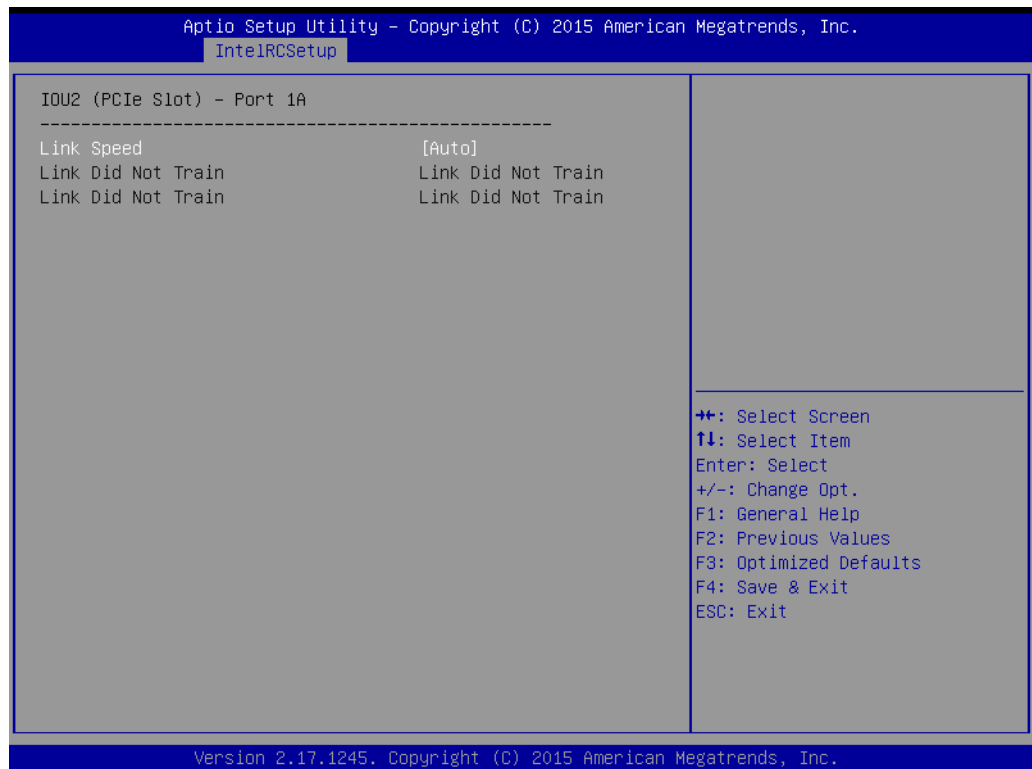 Aptio Setup Utility – Copyright (C) 2015 American Megatrends, Inc.
IntelRCSetup
IOU2 (PCIe Slot) – Port 1A
--------------------------------------------------
Link Speed [Auto]
Link Did Not Train Link Did Not Train
Link Did Not Train Link Did Not Train
→←: Select Screen
↑↓: Select Item
Enter: Select
+/-: Change Opt.
F1: General Help
F2: Previous Values
F3: Optimized Defaults
F4: Save & Exit
ESC: Exit
Version 2.17.1245. Copyright (C) 2015 American Megatrends, Inc.